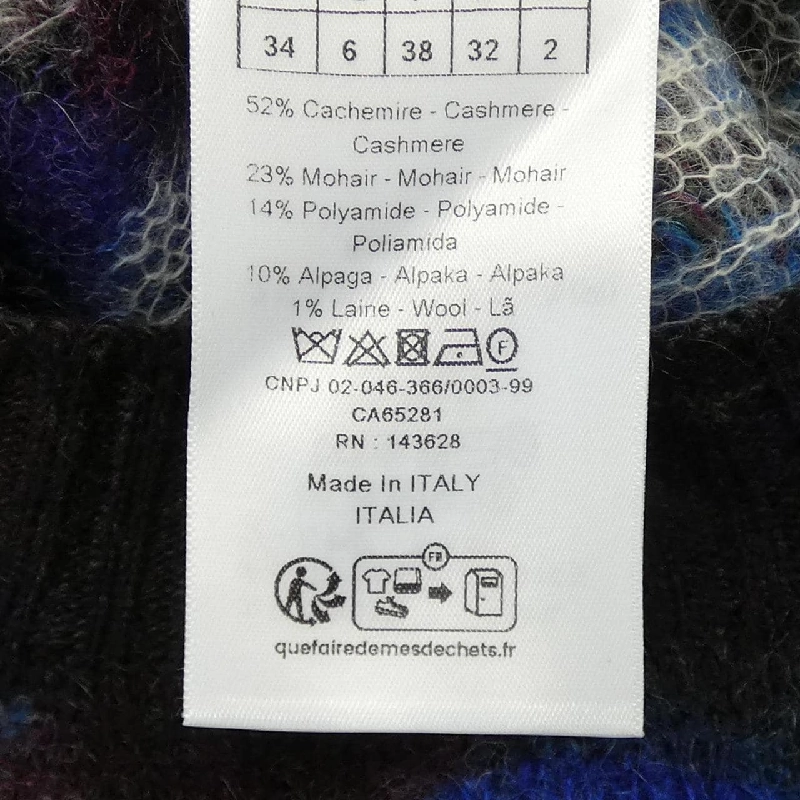 34 6 38 32 2
52% Cachemire - Cashmere -
Cashmere
23% Mohair - Mohair - Mohair
14% Polyamide - Polyamide -
Poliamida
10% Alpaga - Alpaka - Alpaka
1% Laine - Wool - Lã
F
CNPJ 02-046-366/0003-99
CA65281
RN : 143628
Made In ITALY
ITALIA
FR
quefairedemesdechets.fr